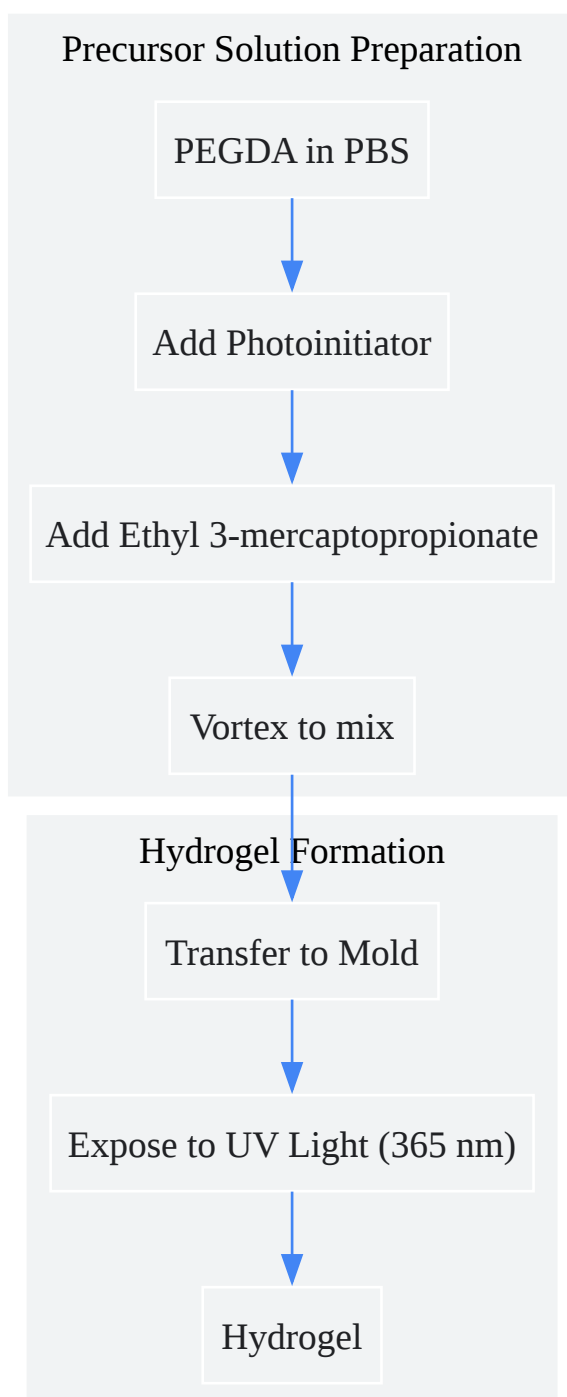 Precursor Solution Preparation
PEGDA in PBS
Add Photoinitiator
Add Ethyl 3-mercaptopropionate
Vortex to mix
Hydrogel Formation
Transfer to Mold
Expose to UV Light (365 nm)
Hydrogel